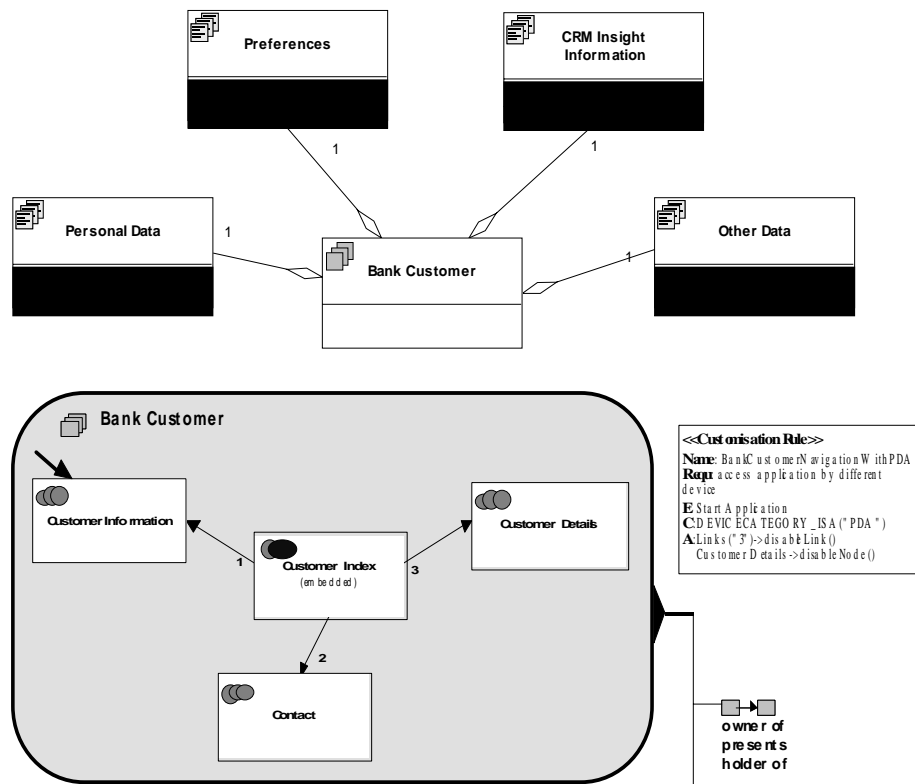 Preferences
CRM Insight
Information
1
1
Personal Data
1
Other Data
1
Bank Customer
Bank Customer
Customer Information
Customer Details
1
Customer Index
3
(embedded)
2
Contact
<<Customisation Rule>>
Name: BankCustomerNavigationWithPDA
Requ: access application by different
device
E: Start Application
C: DEVICECATEGORY_ISA("PDA")
A: Links("3")->disableLink()
CustomerDetails->disableNode()
owner of
presents
holder of